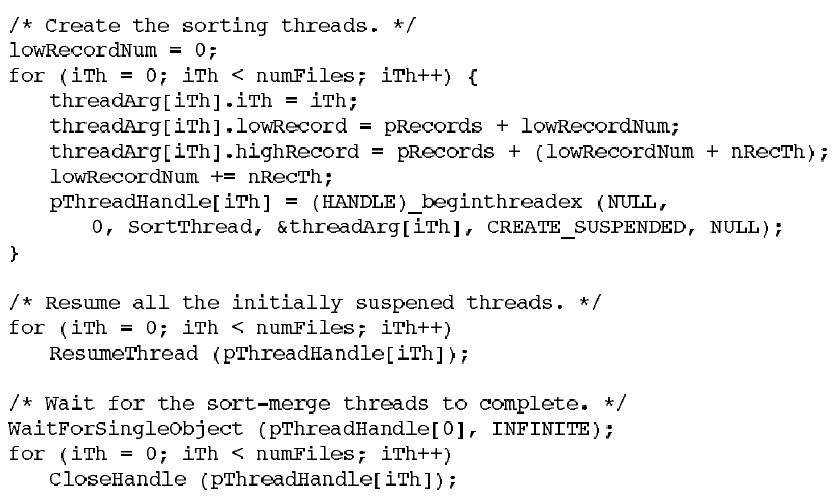 /* Create the sorting threads. */
lowRecordNum = 0;
for (iTh = 0; iTh < numFiles; iTh++) {
threadArg[iTh].iTh = iTh;
threadArg[iTh].lowRecord = pRecords + lowRecordNum;
threadArg[iTh].highRecord = pRecords + (lowRecordNum + nRecTh);
lowRecordNum += nRecTh;
pThreadHandle[iTh] = (HANDLE)_beginthreadex (NULL,
0, SortThread, &threadArg[iTh], CREATE_SUSPENDED, NULL);
}
/* Resume all the initially suspened threads. */
for (iTh = 0; iTh < numFiles; iTh++)
ResumeThread (pThreadHandle[iTh]);
/* Wait for the sort-merge threads to complete. */
WaitForSingleObject (pThreadHandle[0], INFINITE);
for (iTh = 0; iTh < numFiles; iTh++)
CloseHandle (pThreadHandle[iTh]);